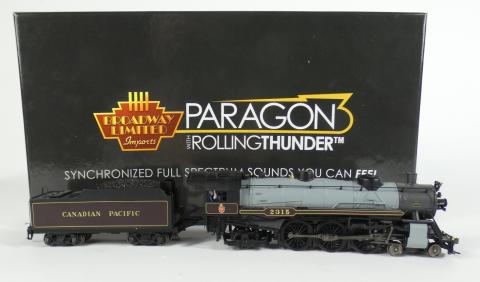 BROADWAY
LIMITED
Imports
PARAGON3
WITH ROLLINGTHUNDER™
SYNCHRONIZED FULL SPECTRUM SOUNDS YOU CAN FEEL
CANADIAN PACIFIC
2315